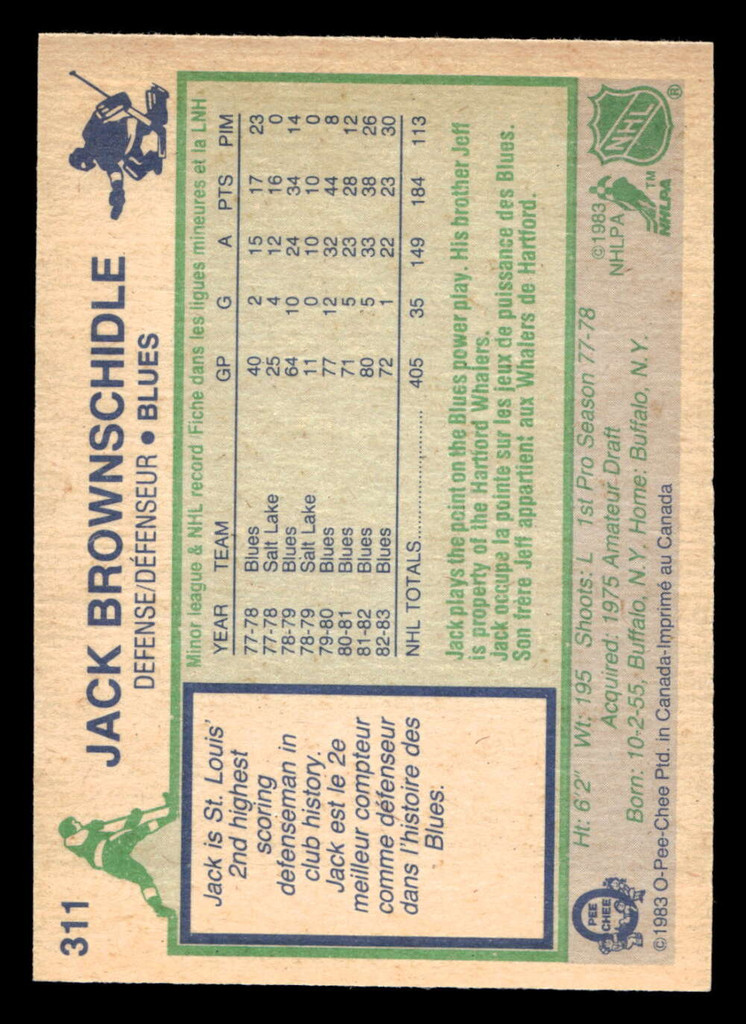 311
JACK BROWNSCHIDLE
DEFENSE/DÉFENSEUR • BLUES
Jack is St. Louis'
2nd highest
scoring
defenseman in
club history.
Jack est le 2e
meilleur compteur
comme défenseur
dans l'histoire des
Blues.
Minor league & NHL record/Fiche dans les ligues mineures et la LNH
YEAR TEAM GP G A PTS PIM
77-78 Blues 40 2 15 17 23
77-78 Salt Lake 25 4 12 16 0
78-79 Blues 64 10 24 34 14
78-79 Salt Lake 11 0 10 10 0
79-80 Blues 77 12 32 44 8
80-81 Blues 71 5 23 28 12
81-82 Blues 80 5 33 38 26
82-83 Blues 72 1 22 23 30
NHL TOTALS 405 35 149 184 113
Jack plays the point on the Blues power play. His brother Jeff
is property of the Hartford Whalers.
Jack occupe la pointe sur les jeux de puissance des Blues.
Son frère Jeff appartient aux Whalers de Hartford.
Ht: 6'2" Wt: 195 Shoots: L 1st Pro Season 77-78
Acquired: 1975 Amateur Draft
Born: 10-2-55, Buffalo, N.Y. Home: Buffalo, N.Y.
©1983 O-Pee-Chee Ptd. in Canada-Imprimé au Canada
O
PEE
CHEE
©1983
NHLPA
NHLPA
TM
NHL
®